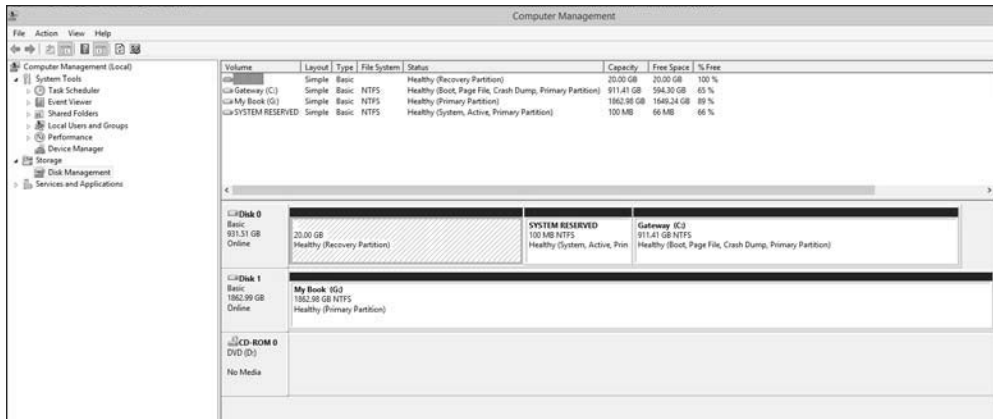 Computer Management
File Action View Help
Computer Management (Local)
System Tools
Task Scheduler
Event Viewer
Shared Folders
Local Users and Groups
Performance
Device Manager
Storage
Disk Management
Services and Applications
Volume Layout Type File System Status Capacity Free Space % Free
Simple Basic Healthy (Recovery Partition) 20.00 GB 20.00 GB 100 %
Gateway (C:) Simple Basic NTFS Healthy (Boot, Page File, Crash Dump, Primary Partition) 911.41 GB 594.30 GB 65 %
My Book (G:) Simple Basic NTFS Healthy (Primary Partition) 1862.98 GB 1649.24 GB 89 %
SYSTEM RESERVED Simple Basic NTFS Healthy (System, Active, Primary Partition) 100 MB 66 MB 66 %
Disk 0
Basic
931.51 GB
Online
20.00 GB
Healthy (Recovery Partition)
SYSTEM RESERVED
100 MB NTFS
Healthy (System, Active, Prin
Gateway (C:)
911.41 GB NTFS
Healthy (Boot, Page File, Crash Dump, Primary Partition)
Disk 1
Basic
1862.99 GB
Online
My Book (G:)
1862.98 GB NTFS
Healthy (Primary Partition)
CD-ROM 0
DVD (D:)
No Media